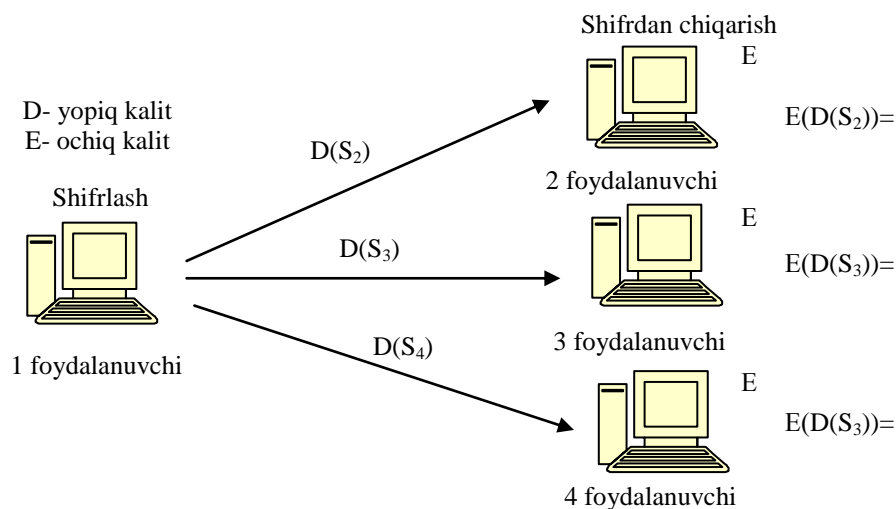 Shifrdan chiqarish
E
D- yopiq kalit
E- ochiq kalit
E(D(S₂))=
D(S₂)
2 foydalanuvchi
Shifrlash
E
D(S₃)
E(D(S₃))=
1 foydalanuvchi
3 foydalanuvchi
D(S₄)
E
E(D(S₃))=
4 foydalanuvchi